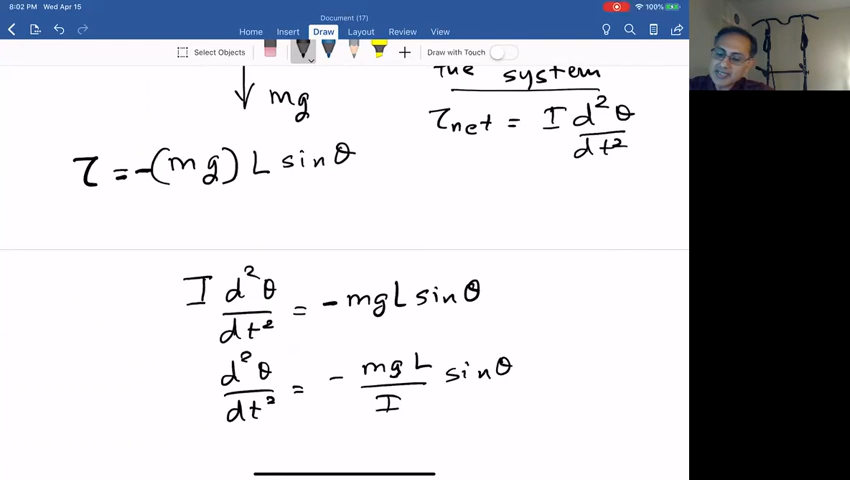 8:02 PM Wed Apr 15
100%
Document (17)
Home Insert Draw Layout Review View
Select Objects
Draw with Touch
the system
mg
τnet = I d²θ/dt²
τ = -(mg) L sinθ
I d²θ/dt² = -mgL sinθ
d²θ/dt² = - mgL/I sinθ